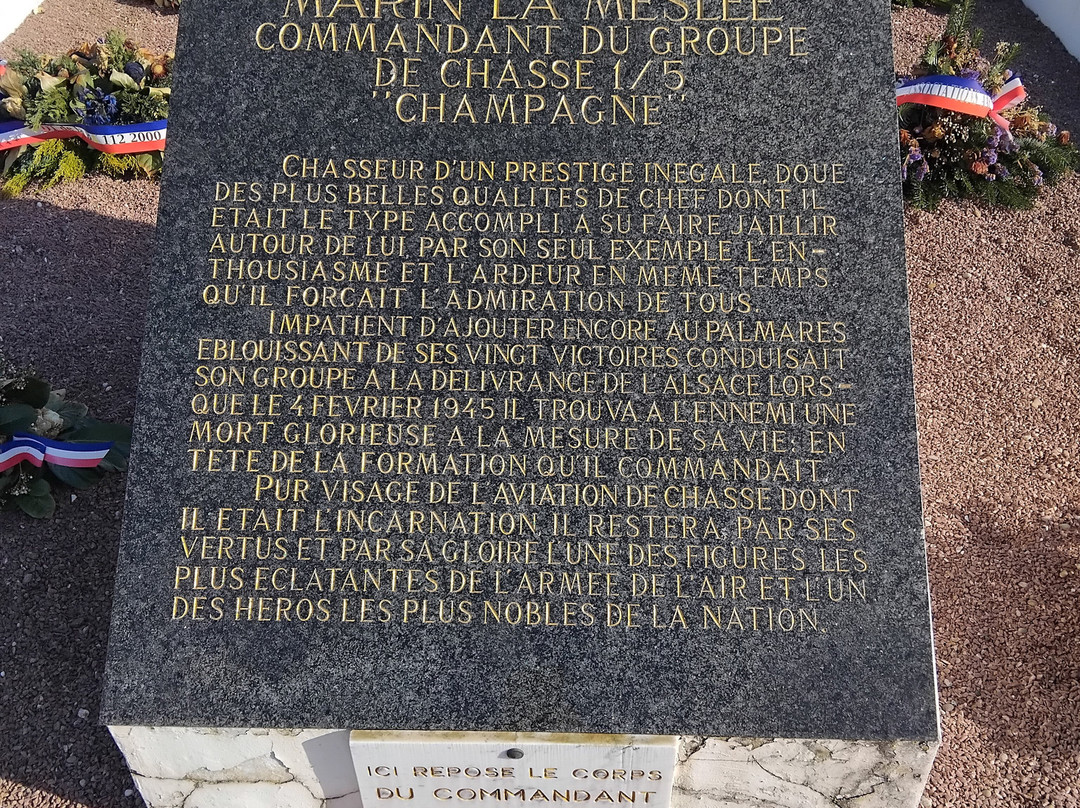 MARIN LA MESLEE
COMMANDANT DU GROUPE
DE CHASSE 1/5
"CHAMPAGNE"
CHASSEUR D'UN PRESTIGE INEGALE, DOUE
DES PLUS BELLES QUALITES DE CHEF DONT IL
ETAIT LE TYPE ACCOMPLI, A SU FAIRE JAILLIR
AUTOUR DE LUI PAR SON SEUL EXEMPLE L'EN-
THOUSIASME ET L'ARDEUR EN MEME TEMPS
QU'IL FORCAIT L'ADMIRATION DE TOUS.
IMPATIENT D'AJOUTER ENCORE AU PALMARES
EBLOUISSANT DE SES VINGT VICTOIRES CONDUISAIT
SON GROUPE A LA DELIVRANCE DE L'ALSACE LORS-
QUE LE 4 FEVRIER 1945 IL TROUVA A L'ENNEMI UNE
MORT GLORIEUSE A LA MESURE DE SA VIE: EN
TETE DE LA FORMATION QU'IL COMMANDAIT.
PUR VISAGE DE L'AVIATION DE CHASSE DONT
IL ETAIT L'INCARNATION IL RESTERA, PAR SES
VERTUS ET PAR SA GLOIRE L'UNE DES FIGURES LES
PLUS ECLATANTES DE L'ARMEE DE L'AIR ET L'UN
DES HEROS LES PLUS NOBLES DE LA NATION.
ICI REPOSE LE CORPS
DU COMMANDANT
112 2000